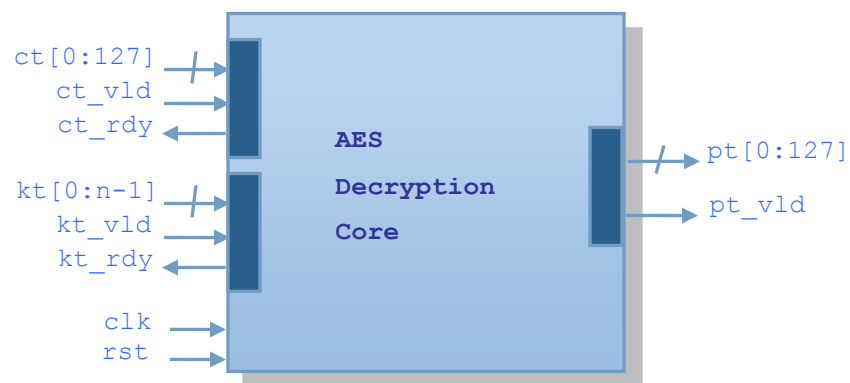 ct[0:127]
ct_vld
ct_rdy
kt[0:n-1]
kt_vld
kt_rdy
clk
rst
AES
Decryption
Core
pt[0:127]
pt_vld